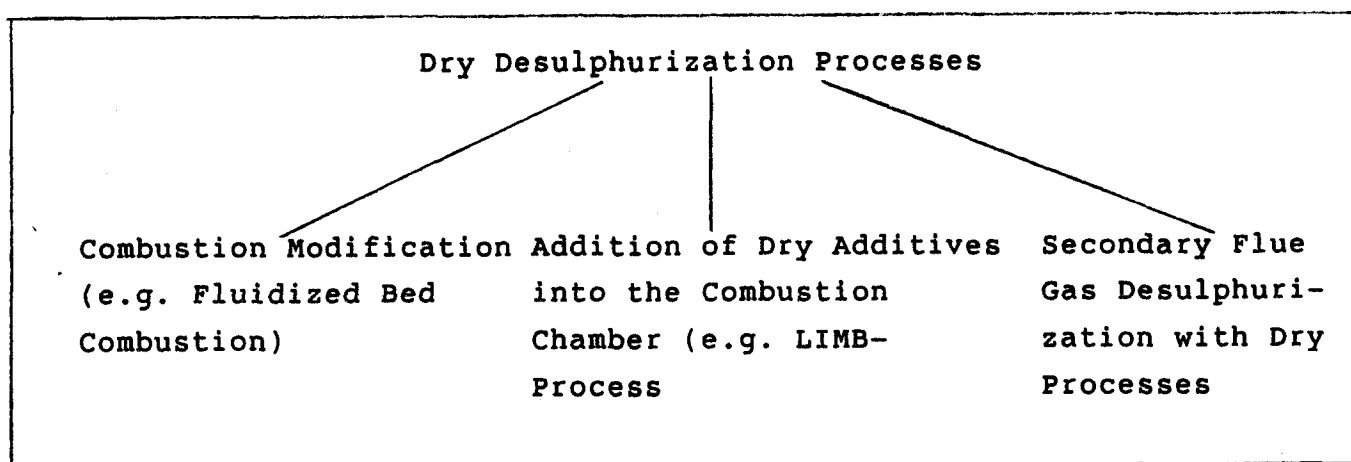 Dry Desulphurization Processes
Combustion Modification
(e.g. Fluidized Bed
Combustion)
Addition of Dry Additives
into the Combustion
Chamber (e.g. LIMB-
Process
Secondary Flue
Gas Desulphuri-
zation with Dry
Processes